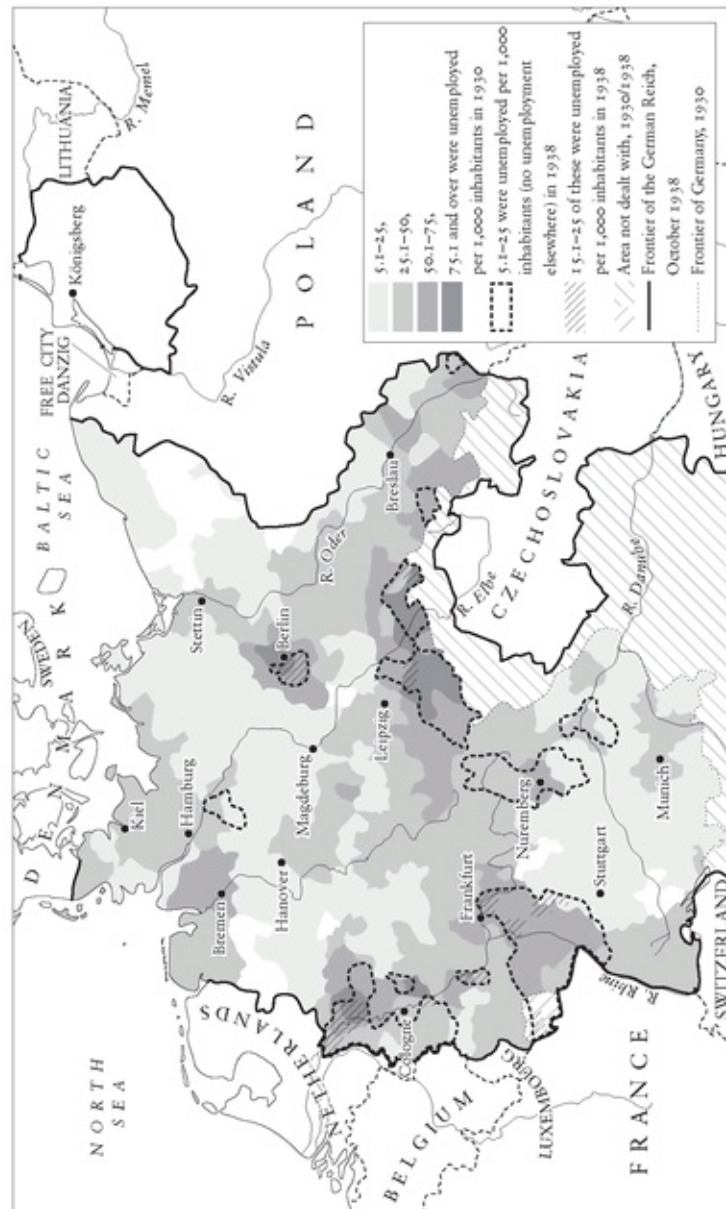 NORTH
SEA
DENMARK
SWEDEN
BALTIC
SEA
FREE CITY
DANZIG
LITHUANIA
R. Memel
Königsberg
POLAND
R. Vistula
Kiel
Hamburg
Stettin
Bremen
Berlin
NETHERLANDS
Hanover
Magdeburg
R. Oder
Leipzig
Breslau
Cologne
BELGIUM
R. Elbe
CZECHOSLOVAKIA
Frankfurt
LUXEMBOURG
Nuremberg
FRANCE
Stuttgart
R. Rhine
R. Danube
Munich
SWITZERLAND
HUNGARY
5.1–25,
25.1–50,
50.1–75,
75.1 and over were unemployed
per 1,000 inhabitants in 1930
5.1–25 were unemployed per 1,000
inhabitants (no unemployment
elsewhere) in 1938
15.1–25 of these were unemployed
per 1,000 inhabitants in 1938
Area not dealt with, 1930/1938
Frontier of the German Reich,
October 1938
Frontier of Germany, 1930